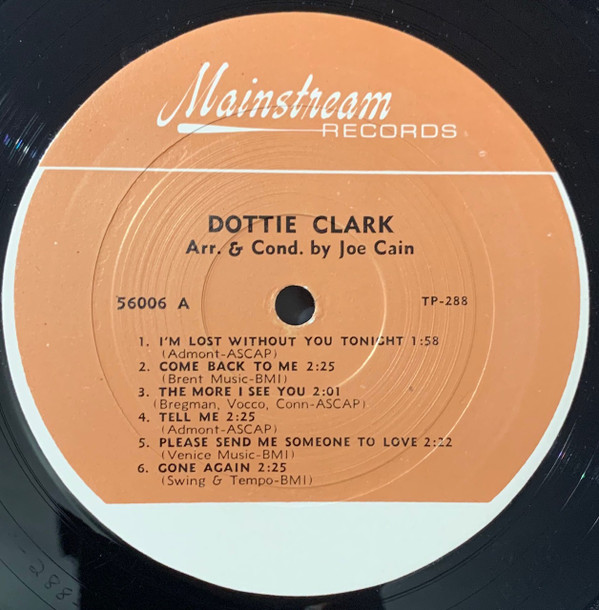 Mainstream
RECORDS
DOTTIE CLARK
Arr. & Cond. by Joe Cain
56006 A TP-288
1. I'M LOST WITHOUT YOU TONIGHT 1:58
(Admont-ASCAP)
2. COME BACK TO ME 2:25
(Brent Music-BMI)
3. THE MORE I SEE YOU 2:01
(Bregman, Vocco, Conn-ASCAP)
4. TELL ME 2:25
(Admont-ASCAP)
5. PLEASE SEND ME SOMEONE TO LOVE 2:22
(Venice Music-BMI)
6. GONE AGAIN 2:25
(Swing & Tempo-BMI)
-288